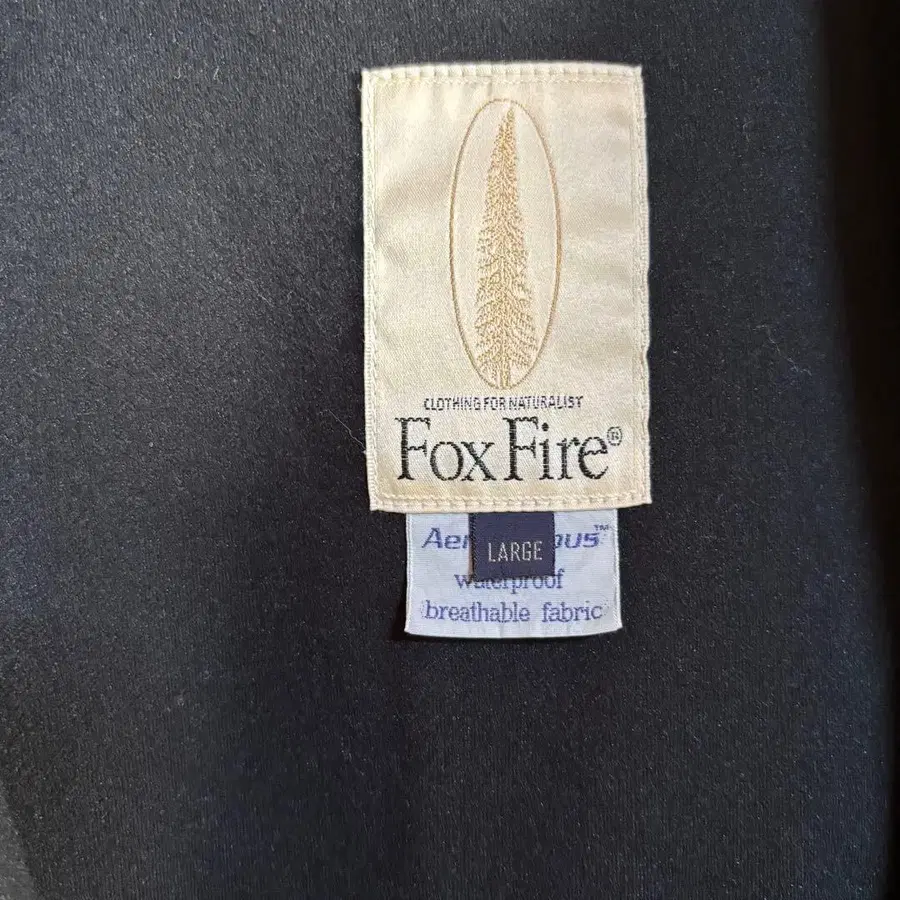 CLOTHING FOR NATURALIST
Fox Fire®
LARGE
waterproof
breathable fabric